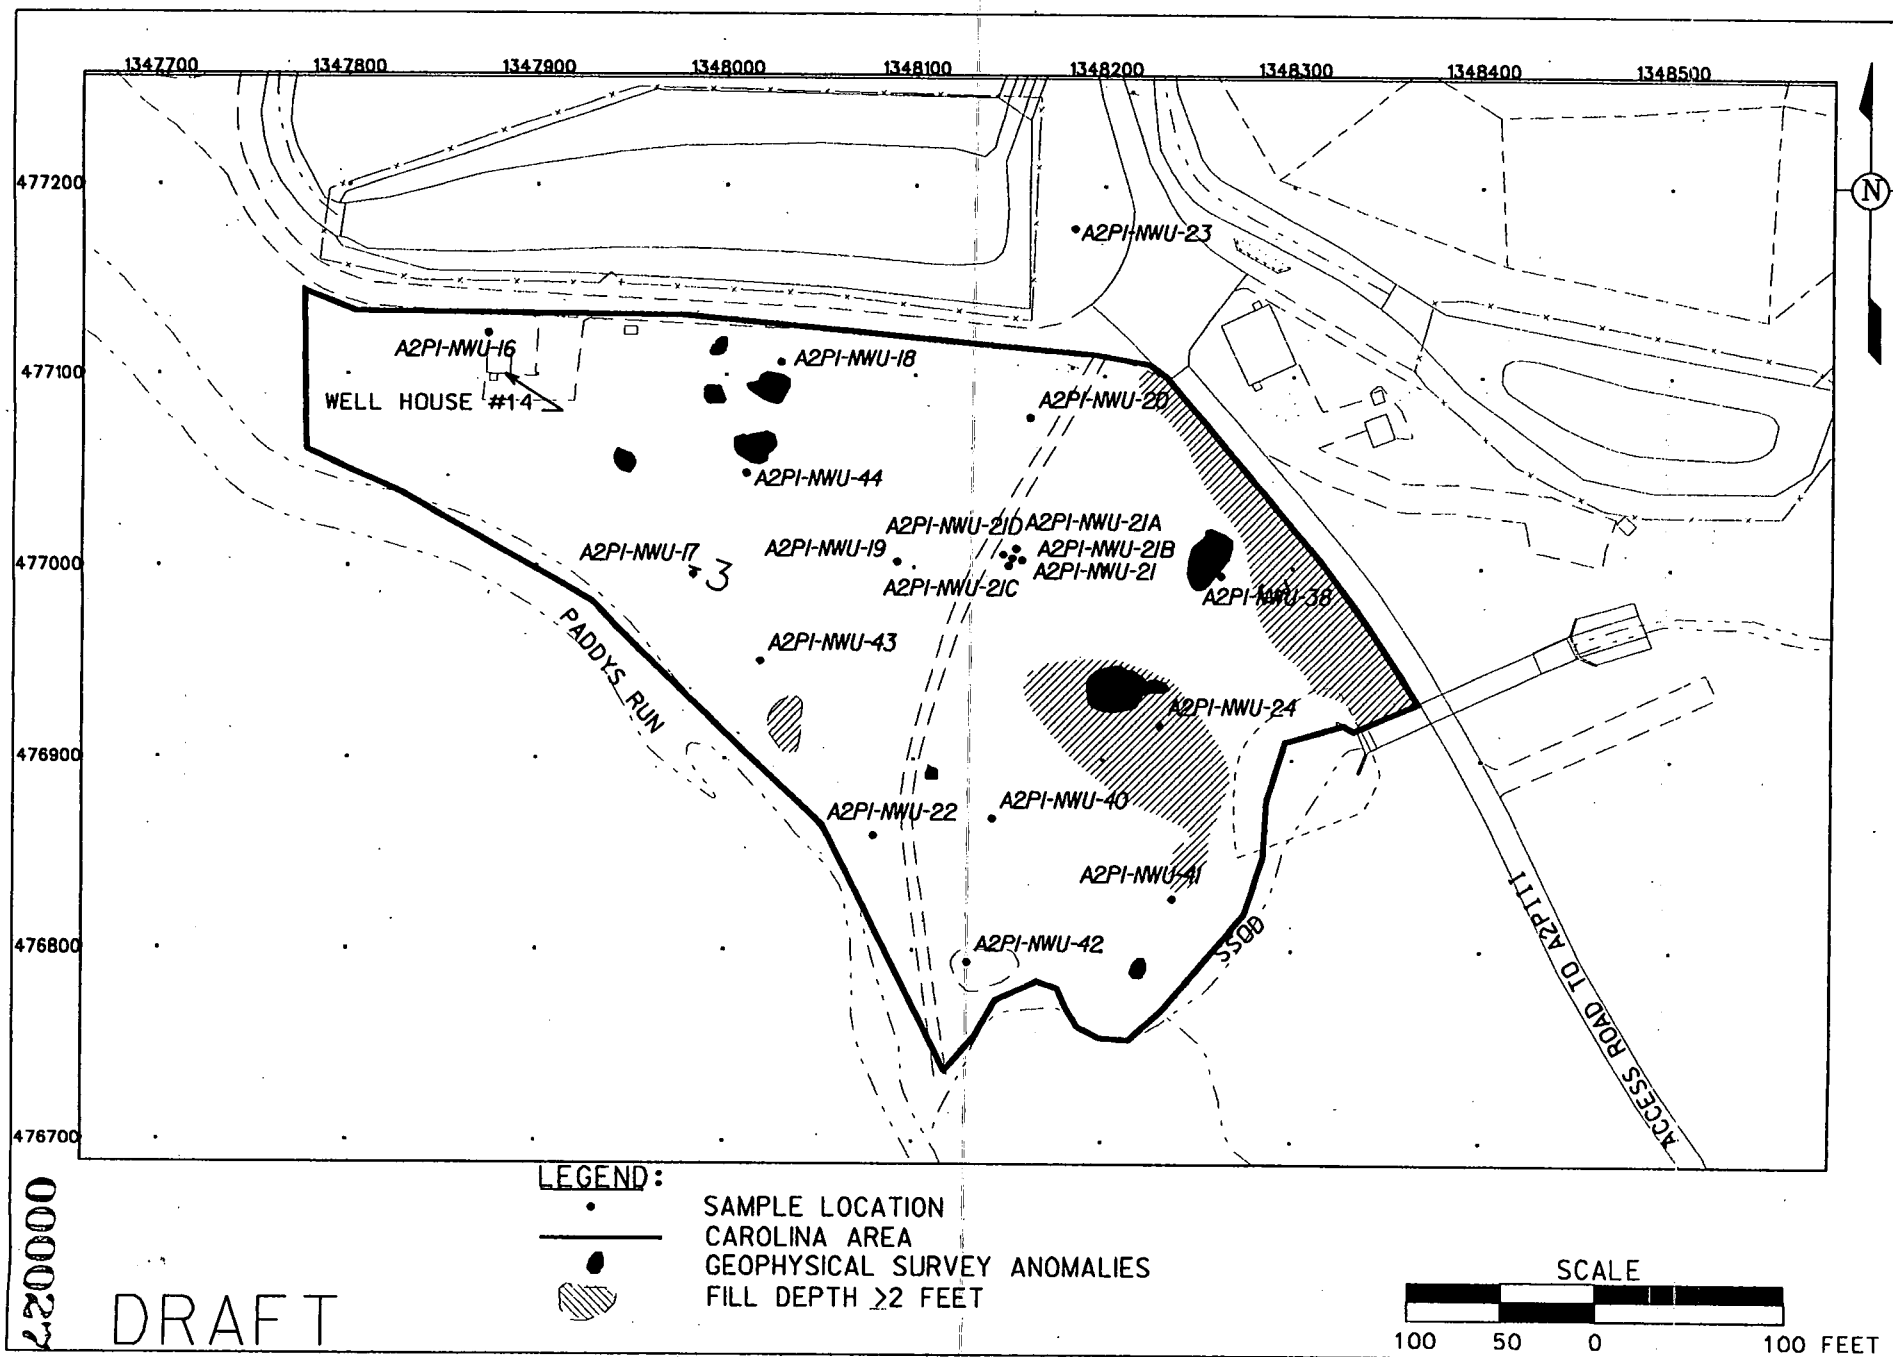 1347700 1347800 1347900 1348000 1348100 1348200 1348300 1348400 1348500
477200
N
A2PI-NWU-23
A2PI-NWU-16
A2PI-NWU-18
477100
WELL HOUSE #14
A2PI-NWU-20
A2PI-NWU-44
A2PI-NWU-21D
A2PI-NWU-21A
A2PI-NWU-17
A2PI-NWU-19
A2PI-NWU-21B
477000
3
A2PI-NWU-21
A2PI-NWU-21C
A2PI-NWU-38
PADDYS RUN
A2PI-NWU-43
A2PI-NWU-24
476900
A2PI-NWU-22
A2PI-NWU-40
A2PI-NWU-41
SSOD
476800
A2PI-NWU-42
ACCESS ROAD TO A2PIII
476700
LEGEND:
SAMPLE LOCATION
CAROLINA AREA
GEOPHYSICAL SURVEY ANOMALIES
FILL DEPTH ≥2 FEET
SCALE
100 50 0 100 FEET
DRAFT
000027